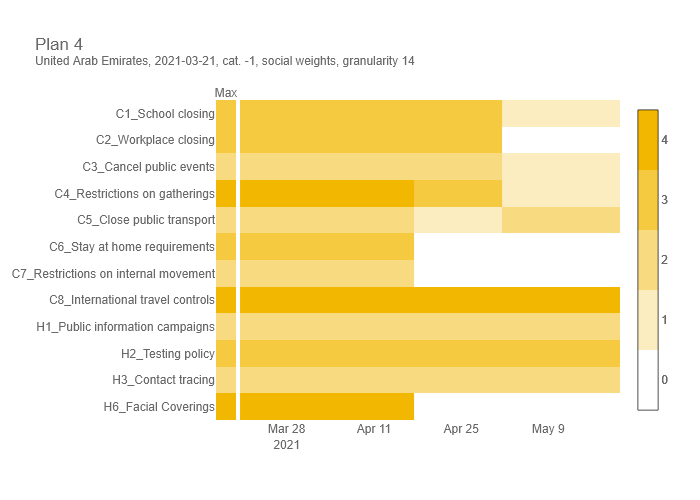 Plan 4
United Arab Emirates, 2021-03-21, cat. -1, social weights, granularity 14
Max
C1_School closing
C2_Workplace closing
C3_Cancel public events
C4_Restrictions on gatherings
C5_Close public transport
C6_Stay at home requirements
C7_Restrictions on internal movement
C8_International travel controls
H1_Public information campaigns
H2_Testing policy
H3_Contact tracing
H6_Facial Coverings
Mar 28 Apr 11 Apr 25 May 9
2021
4
3
2
1
0